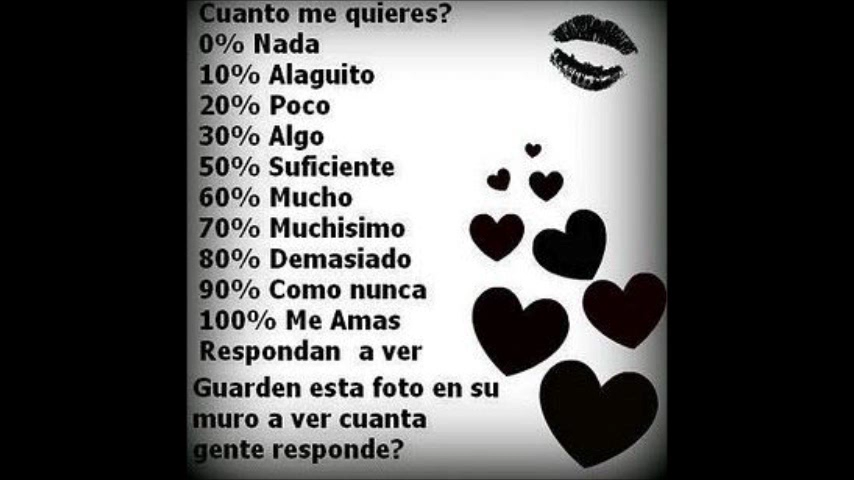 Cuanto me quieres?
0% Nada
10% Alaguito
20% Poco
30% Algo
50% Suficiente
60% Mucho
70% Muchisimo
80% Demasiado
90% Como nunca
100% Me Amas
Respondan a ver
Guarden esta foto en su
muro a ver cuanta
gente responde?